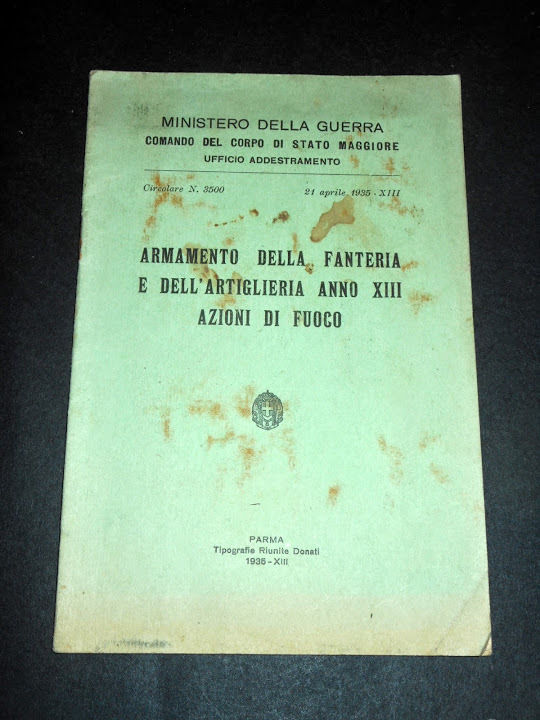 MINISTERO DELLA GUERRA
COMANDO DEL CORPO DI STATO MAGGIORE
UFFICIO ADDESTRAMENTO
Circolare N. 3500 21 aprile 1935 - XIII
ARMAMENTO DELLA FANTERIA
E DELL'ARTIGLIERIA ANNO XIII
AZIONI DI FUOCO
PARMA
Tipografie Riunite Donati
1935 - XIII